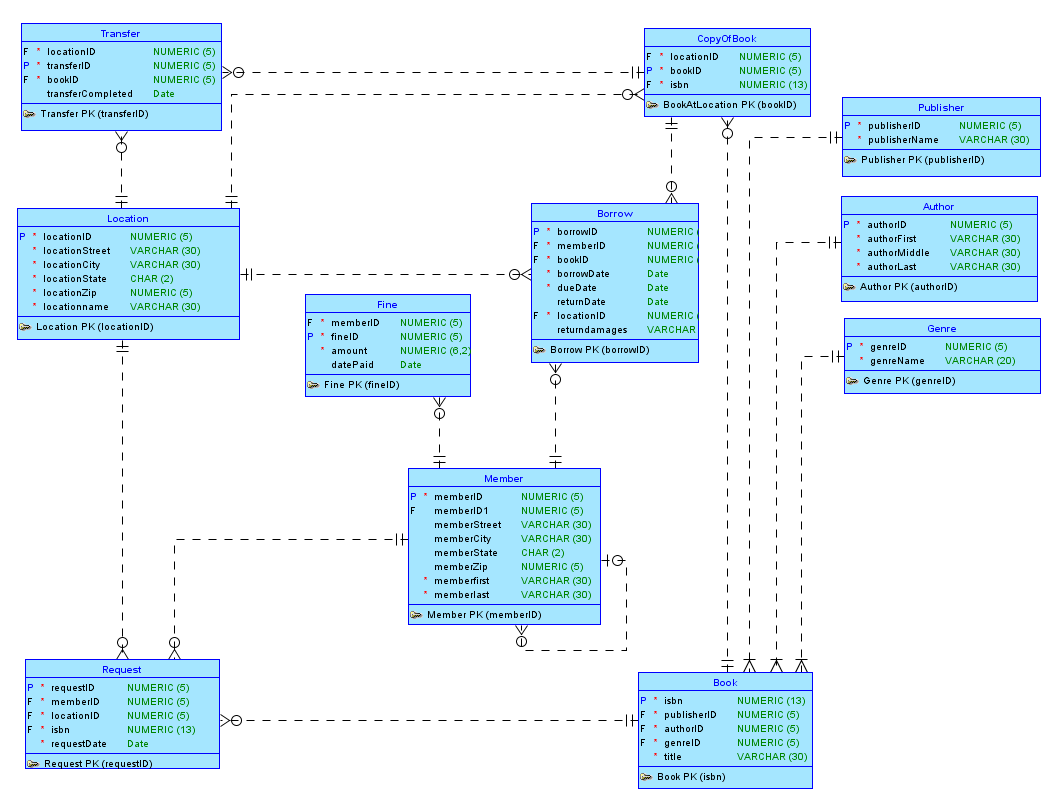 Transfer
F * locationID NUMERIC (5)
P * transferID NUMERIC (5)
F * bookID NUMERIC (5)
transferCompleted Date
Transfer PK (transferID)
CopyOfBook
F * locationID NUMERIC (5)
P * bookID NUMERIC (5)
F * isbn NUMERIC (13)
BookAtLocation PK (bookID)
Publisher
P * publisherID NUMERIC (5)
* publisherName VARCHAR (30)
Publisher PK (publisherID)
Author
P * authorID NUMERIC (5)
* authorFirst VARCHAR (30)
* authorMiddle VARCHAR (30)
* authorLast VARCHAR (30)
Author PK (authorID)
Location
P * locationID NUMERIC (5)
* locationStreet VARCHAR (30)
* locationCity VARCHAR (30)
* locationState CHAR (2)
* locationZip NUMERIC (5)
* locationname VARCHAR (30)
Location PK (locationID)
Borrow
P * borrowID NUMERIC (
F * memberID NUMERIC (
F * bookID NUMERIC (
* borrowDate Date
* dueDate Date
returnDate Date
F * locationID NUMERIC (
returndamages VARCHAR
Borrow PK (borrowID)
Fine
F * memberID NUMERIC (5)
P * fineID NUMERIC (5)
* amount NUMERIC (6,2)
datePaid Date
Fine PK (fineID)
Genre
P * genreID NUMERIC (5)
* genreName VARCHAR (20)
Genre PK (genreID)
Member
P * memberID NUMERIC (5)
F memberID1 NUMERIC (5)
memberStreet VARCHAR (30)
memberCity VARCHAR (30)
memberState CHAR (2)
memberZip NUMERIC (5)
* memberfirst VARCHAR (30)
* memberlast VARCHAR (30)
Member PK (memberID)
Request
P * requestID NUMERIC (5)
F * memberID NUMERIC (5)
F * locationID NUMERIC (5)
F * isbn NUMERIC (13)
* requestDate Date
Request PK (requestID)
Book
P * isbn NUMERIC (13)
F * publisherID NUMERIC (5)
F * authorID NUMERIC (5)
F * genreID NUMERIC (5)
* title VARCHAR (30)
Book PK (isbn)